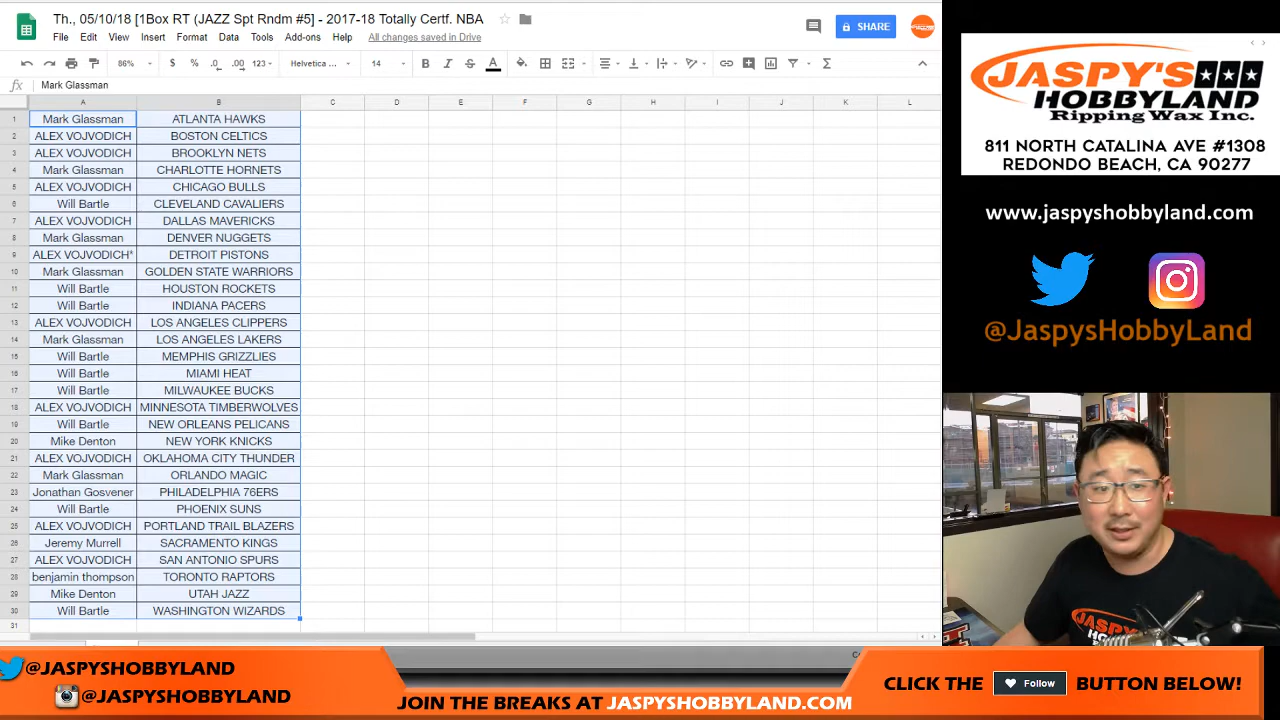 Th., 05/10/18 [1Box RT (JAZZ Spt Rndm #5] - 2017-18 Totally Certf. NBA
File Edit View Insert Format Data Tools Add-ons Help All changes saved in Drive
SHARE
86% $ % .0 .00 123 Helvetica ... 14 B I S A
fx Mark Glassman
A B C D E F G H I J K L
1 Mark Glassman ATLANTA HAWKS
2 ALEX VOJVODICH BOSTON CELTICS
3 ALEX VOJVODICH BROOKLYN NETS
4 Mark Glassman CHARLOTTE HORNETS
5 ALEX VOJVODICH CHICAGO BULLS
6 Will Bartle CLEVELAND CAVALIERS
7 ALEX VOJVODICH DALLAS MAVERICKS
8 Mark Glassman DENVER NUGGETS
9 ALEX VOJVODICH* DETROIT PISTONS
10 Mark Glassman GOLDEN STATE WARRIORS
11 Will Bartle HOUSTON ROCKETS
12 Will Bartle INDIANA PACERS
13 ALEX VOJVODICH LOS ANGELES CLIPPERS
14 Mark Glassman LOS ANGELES LAKERS
15 Will Bartle MEMPHIS GRIZZLIES
16 Will Bartle MIAMI HEAT
17 Will Bartle MILWAUKEE BUCKS
18 ALEX VOJVODICH MINNESOTA TIMBERWOLVES
19 Will Bartle NEW ORLEANS PELICANS
20 Mike Denton NEW YORK KNICKS
21 ALEX VOJVODICH OKLAHOMA CITY THUNDER
22 Mark Glassman ORLANDO MAGIC
23 Jonathan Gosvener PHILADELPHIA 76ERS
24 Will Bartle PHOENIX SUNS
25 ALEX VOJVODICH PORTLAND TRAIL BLAZERS
26 Jeremy Murrell SACRAMENTO KINGS
27 ALEX VOJVODICH SAN ANTONIO SPURS
28 benjamin thompson TORONTO RAPTORS
29 Mike Denton UTAH JAZZ
30 Will Bartle WASHINGTON WIZARDS
31
JASPY'S
HOBBYLAND
Ripping Wax Inc.
811 NORTH CATALINA AVE #1308
REDONDO BEACH, CA 90277
www.jaspyshobbyland.com
@JaspysHobbyLand
JASPY'S
@JASPYSHOBBYLAND
@JASPYSHOBBYLAND
JOIN THE BREAKS AT JASPYSHOBBYLAND.COM
CLICK THE Follow BUTTON BELOW!